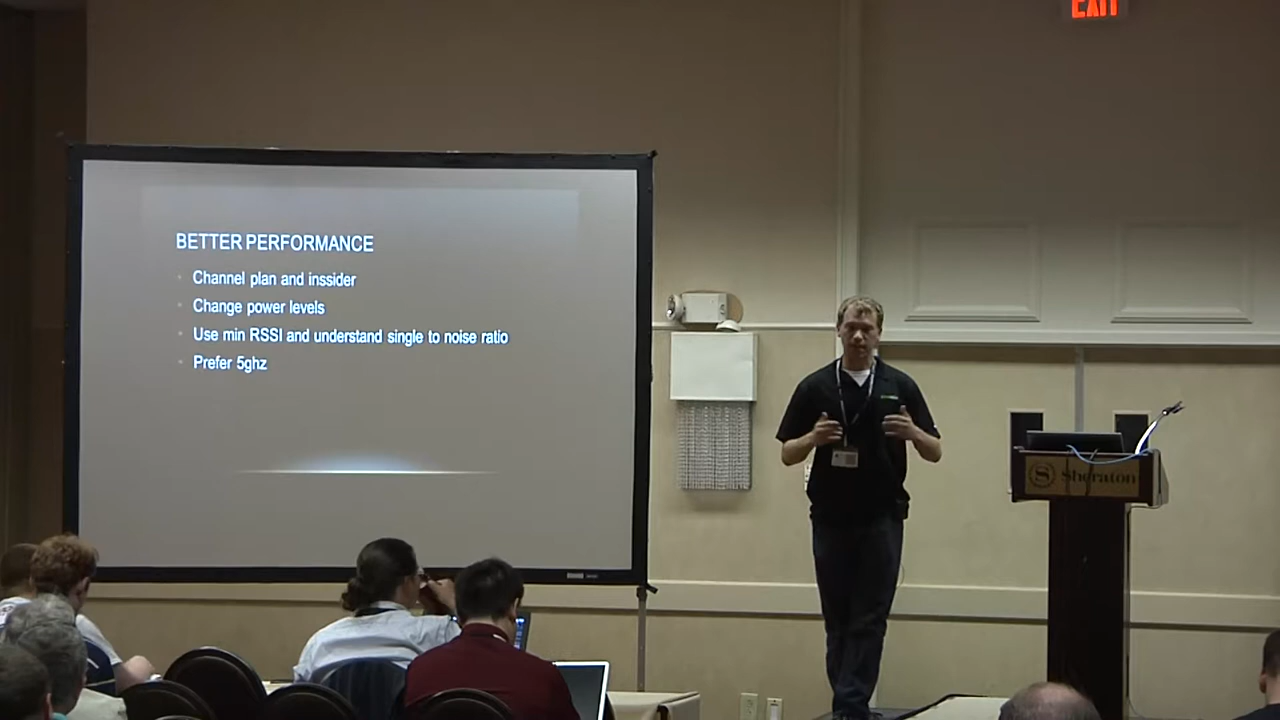 EXIT
BETTER PERFORMANCE
Channel plan and inssider
Change power levels
Use min RSSI and understand single to noise ratio
Prefer 5ghz
S Sheraton